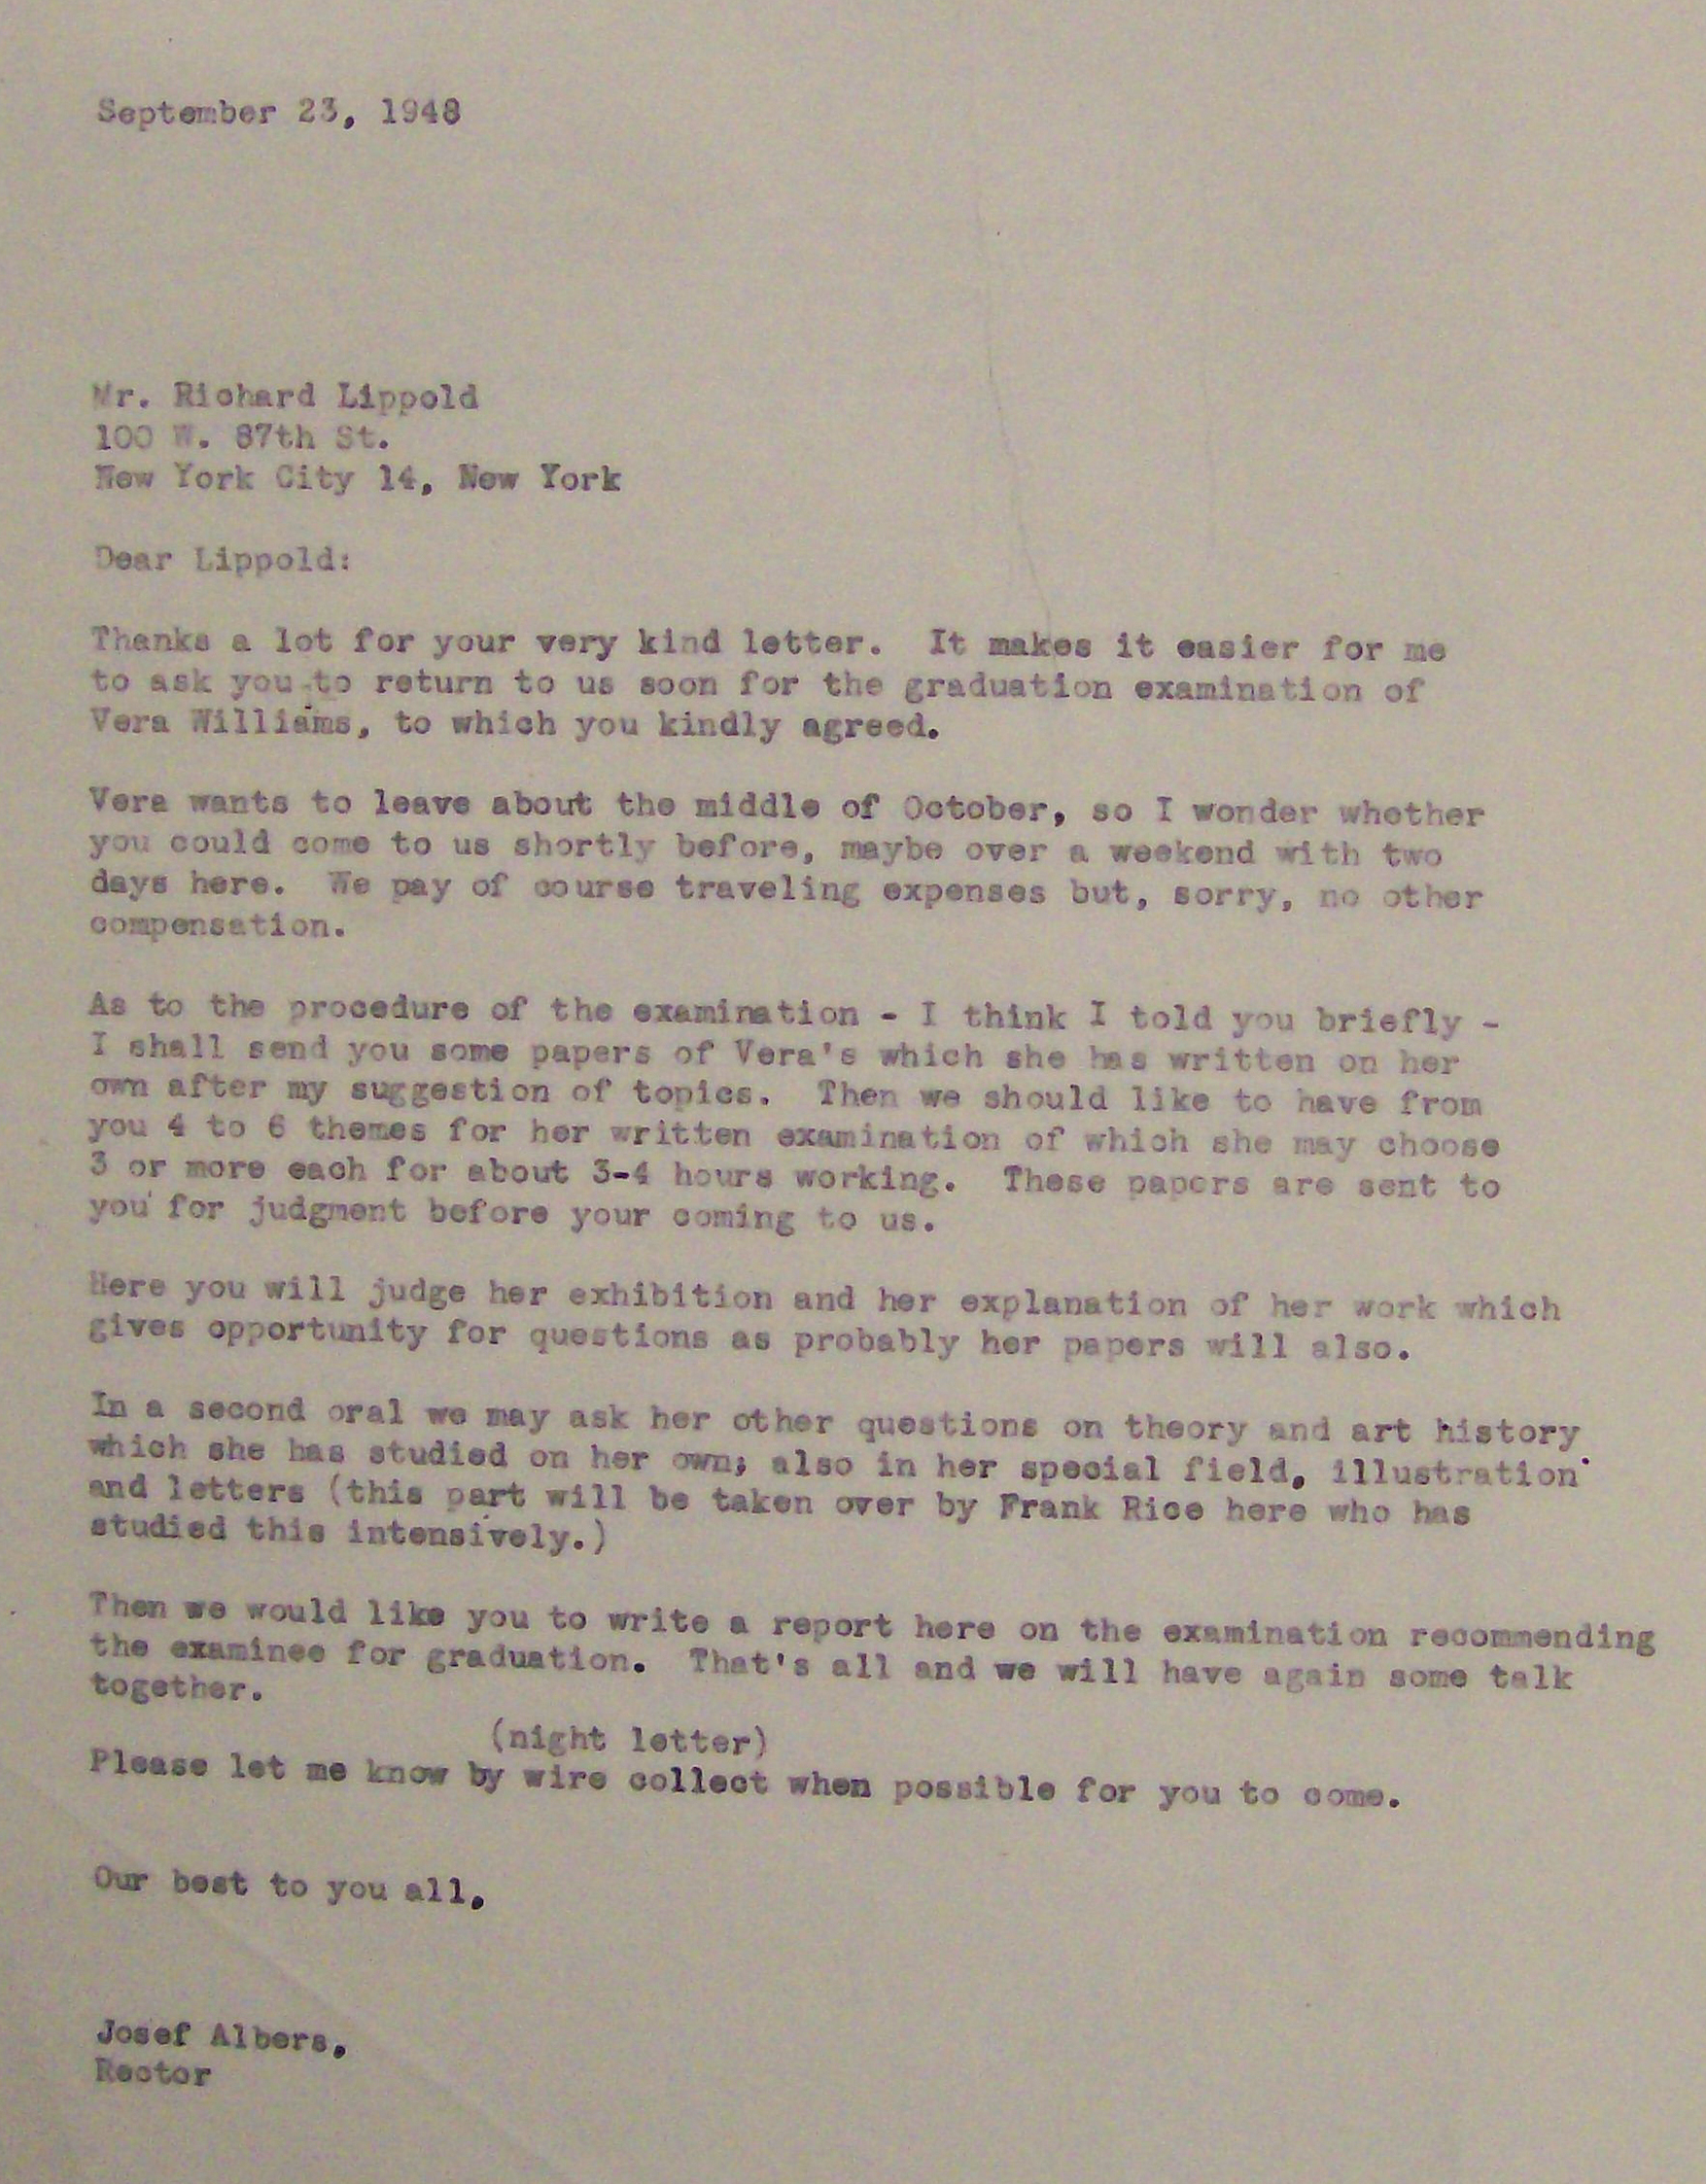 September 23, 1948
Mr. Richard Lippold
100 W. 87th St.
New York City 14, New York
Dear Lippold:
Thanks a lot for your very kind letter. It makes it easier for me
to ask you to return to us soon for the graduation examination of
Vera Williams, to which you kindly agreed.
Vera wants to leave about the middle of October, so I wonder whether
you could come to us shortly before, maybe over a weekend with two
days here. We pay of course traveling expenses but, sorry, no other
compensation.
As to the procedure of the examination - I think I told you briefly -
I shall send you some papers of Vera's which she has written on her
own after my suggestion of topics. Then we should like to have from
you 4 to 6 themes for her written examination of which she may choose
3 or more each for about 3-4 hours working. These papers are sent to
you for judgment before your coming to us.
Here you will judge her exhibition and her explanation of her work which
gives opportunity for questions as probably her papers will also.
In a second oral we may ask her other questions on theory and art history
which she has studied on her own; also in her special field, illustration
and letters (this part will be taken over by Frank Rice here who has
studied this intensively.)
Then we would like you to write a report here on the examination recommending
the examinee for graduation. That's all and we will have again some talk
together.
(night letter)
Please let me know by wire collect when possible for you to come.
Our best to you all,
Josef Albers,
Rector